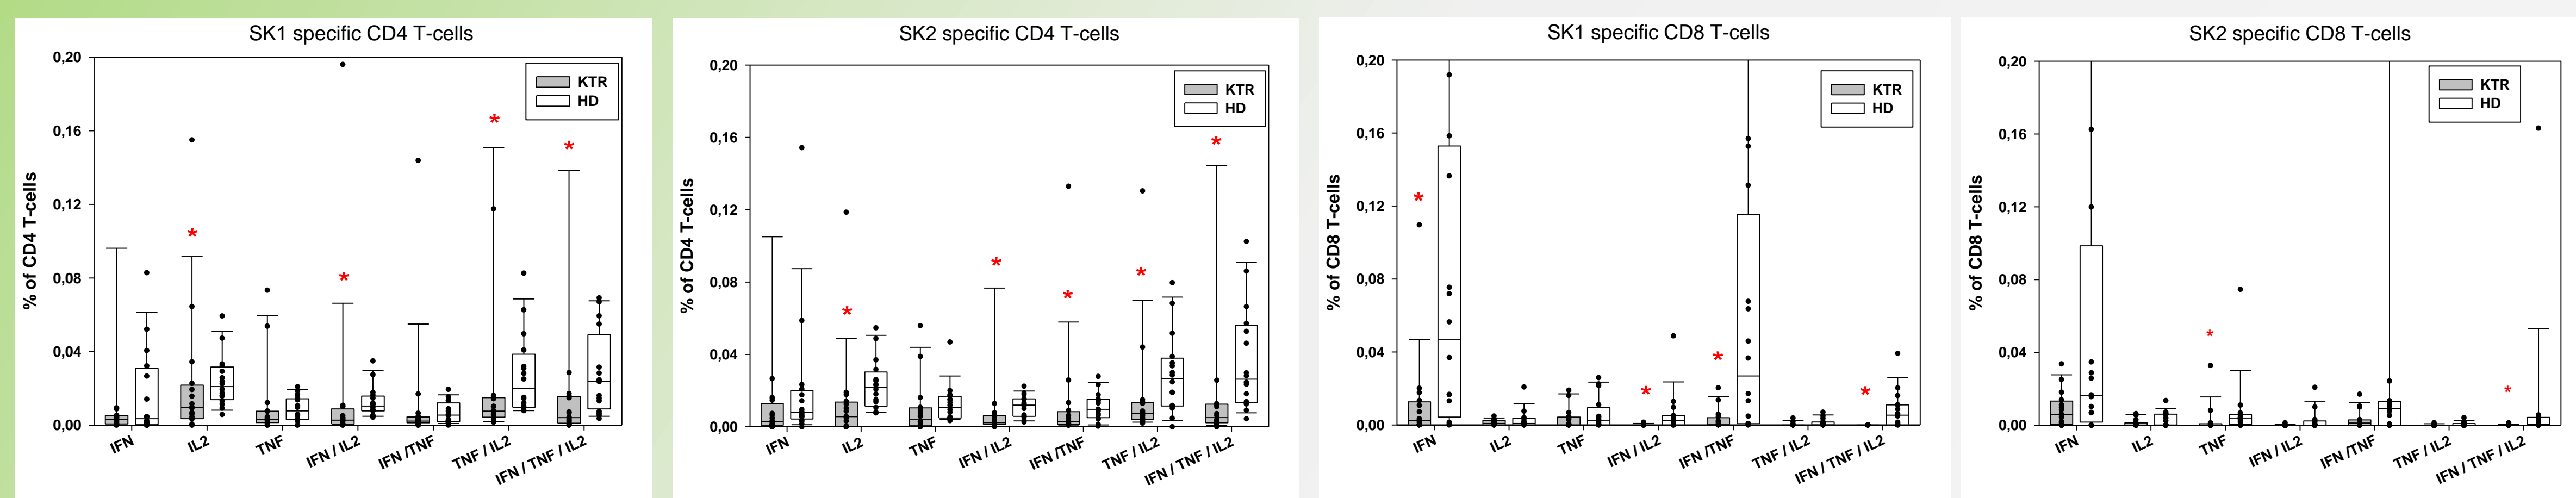 SK1 specific CD4 T-cells
0,20
0,16
0,12
0,08
0,04
0,00
% of CD4 T-cells
KTR
HD
*
*
*
*
*
IFN
IL2
TNF
IFN / IL2
IFN /TNF
TNF / IL2
IFN / TNF / IL2
SK2 specific CD4 T-cells
0,20
0,16
0,12
0,08
0,04
0,00
% of CD4 T-cells
KTR
HD
*
*
*
*
*
IFN
IL2
TNF
IFN / IL2
IFN /TNF
TNF / IL2
IFN / TNF / IL2
SK1 specific CD8 T-cells
0,20
0,16
0,12
0,08
0,04
0,00
% of CD8 T-cells
KTR
HD
*
*
*
*
IFN
IL2
TNF
IFN / IL2
IFN /TNF
TNF / IL2
IFN / TNF / IL2
SK2 specific CD8 T-cells
0,20
0,16
0,12
0,08
0,04
0,00
% of CD8 T-cells
KTR
HD
*
*
IFN
IL2
TNF
IFN / IL2
IFN /TNF
TNF / IL2
IFN / TNF / IL2